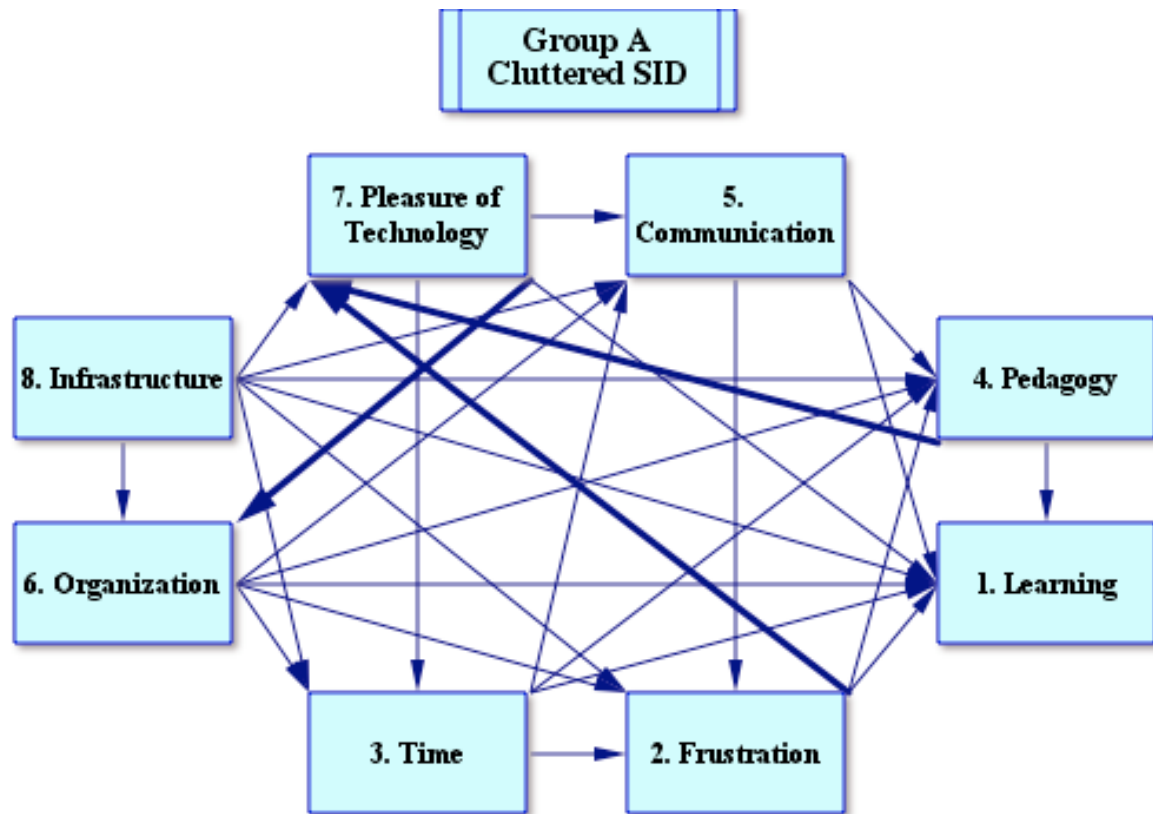 Group A
Cluttered SID
7. Pleasure of
Technology
5.
Communication
8. Infrastructure
4. Pedagogy
6. Organization
1. Learning
3. Time
2. Frustration